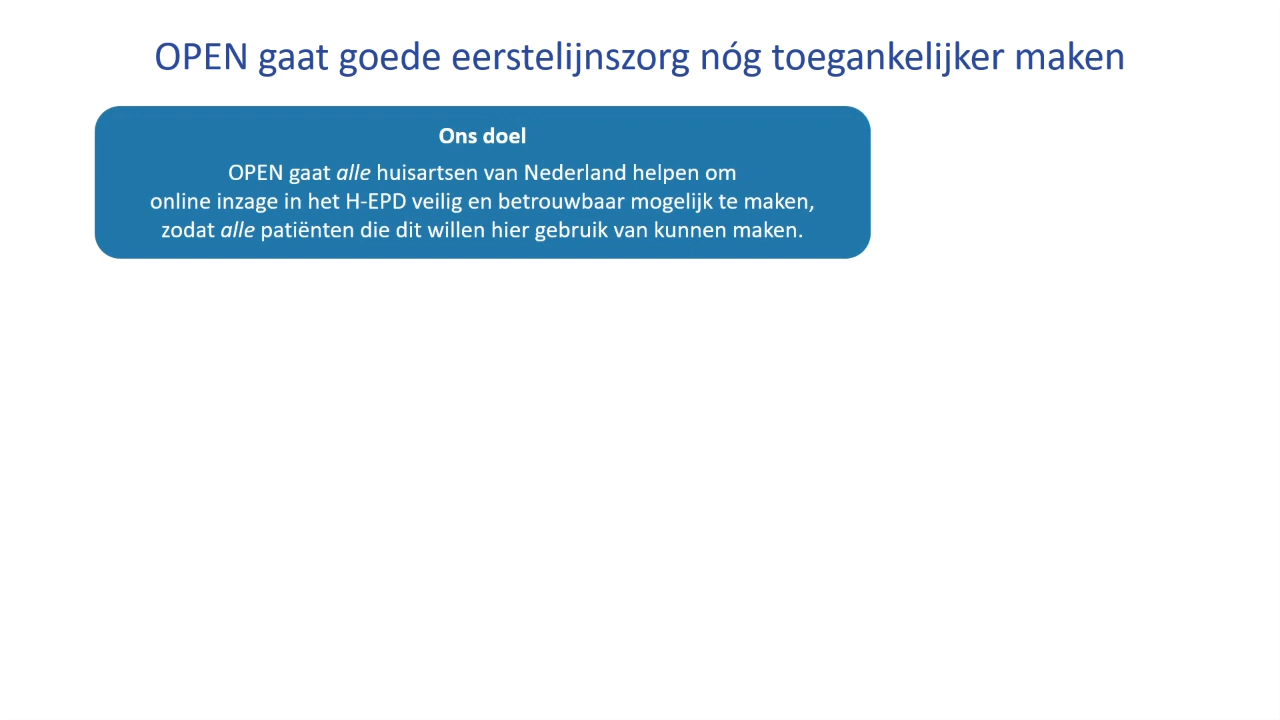 OPEN gaat goede eerstelijnszorg nóg toegankelijker maken
Ons doel
OPEN gaat alle huisartsen van Nederland helpen om
online inzage in het H-EPD veilig en betrouwbaar mogelijk te maken,
zodat alle patiënten die dit willen hier gebruik van kunnen maken.